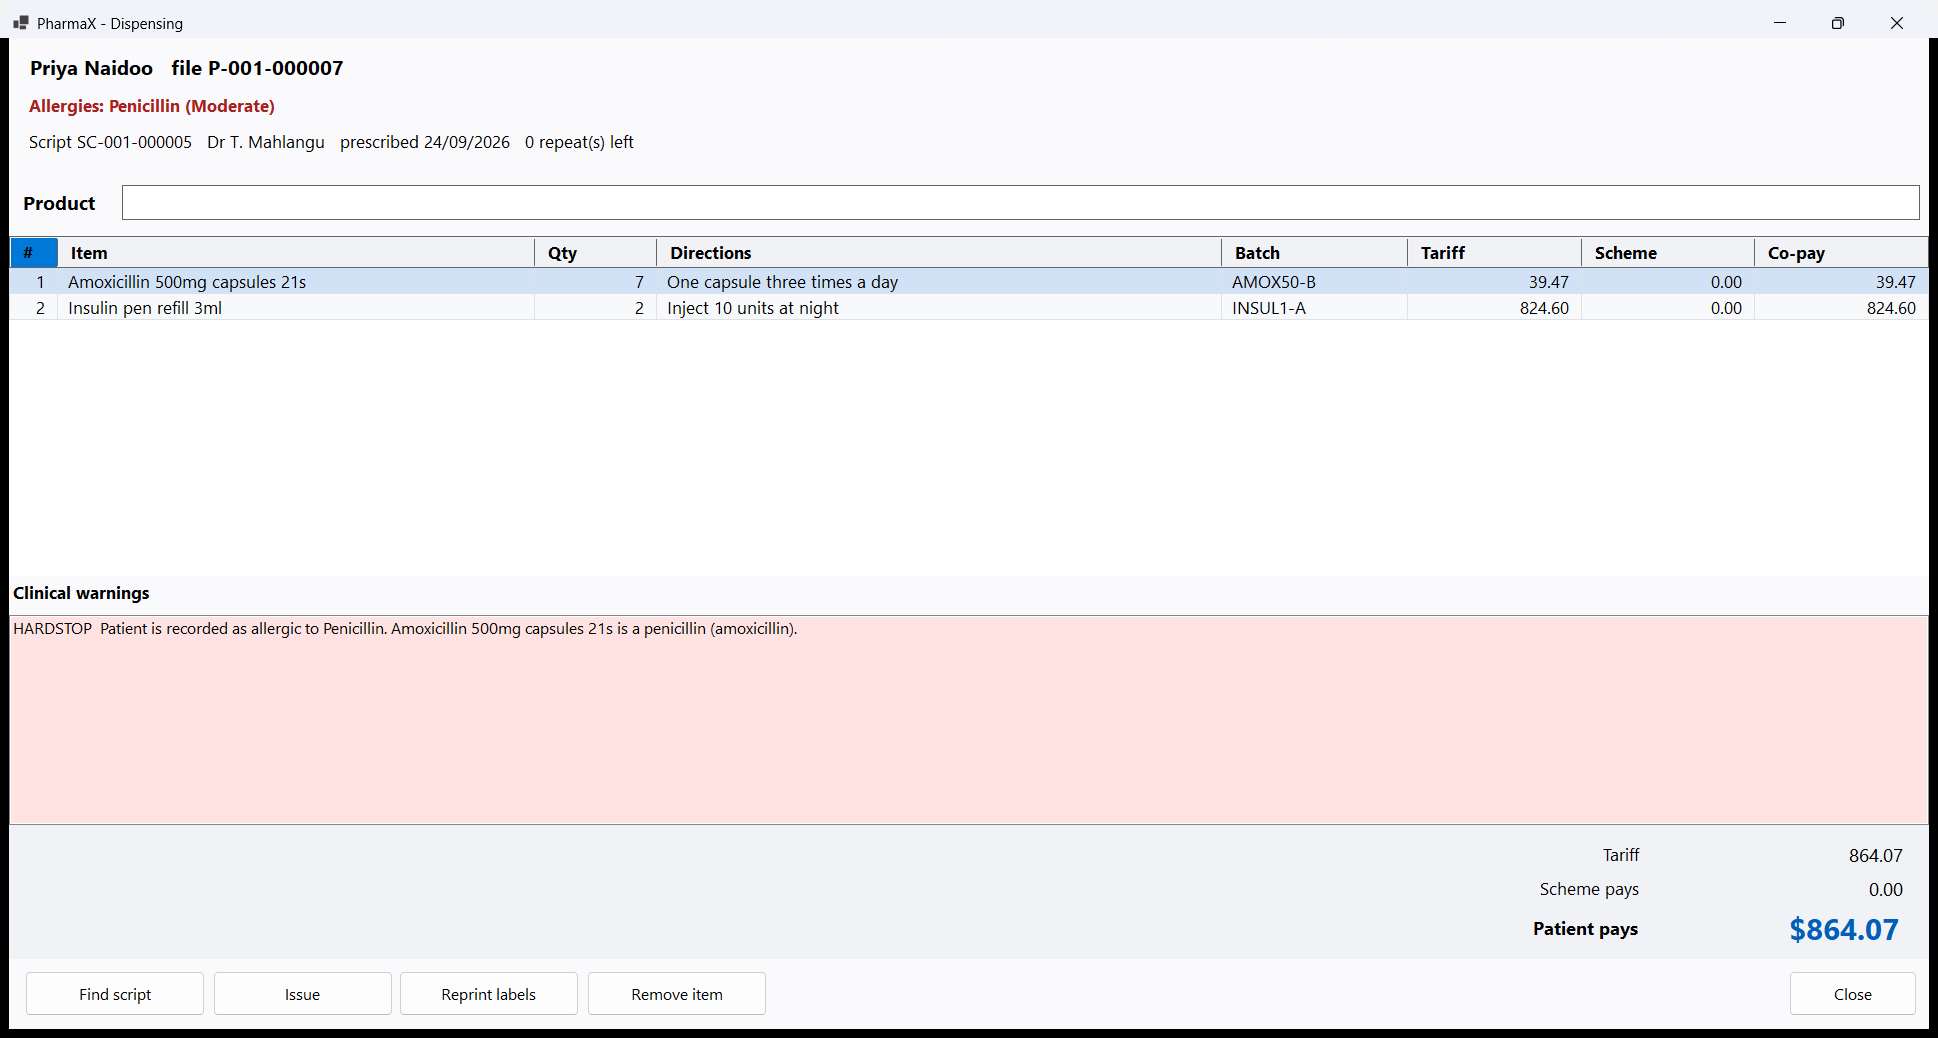 PharmaX - Dispensing
Priya Naidoo file P-001-000007
Allergies: Penicillin (Moderate)
Script SC-001-000005 Dr T. Mahlangu prescribed 24/09/2026 0 repeat(s) left
Product
# Item Qty Directions Batch Tariff Scheme Co-pay
1 Amoxicillin 500mg capsules 21s 7 One capsule three times a day AMOX50-B 39.47 0.00 39.47
2 Insulin pen refill 3ml 2 Inject 10 units at night INSUL1-A 824.60 0.00 824.60
Clinical warnings
HARDSTOP Patient is recorded as allergic to Penicillin. Amoxicillin 500mg capsules 21s is a penicillin (amoxicillin).
Tariff 864.07
Scheme pays 0.00
Patient pays $864.07
Find script Issue Reprint labels Remove item Close